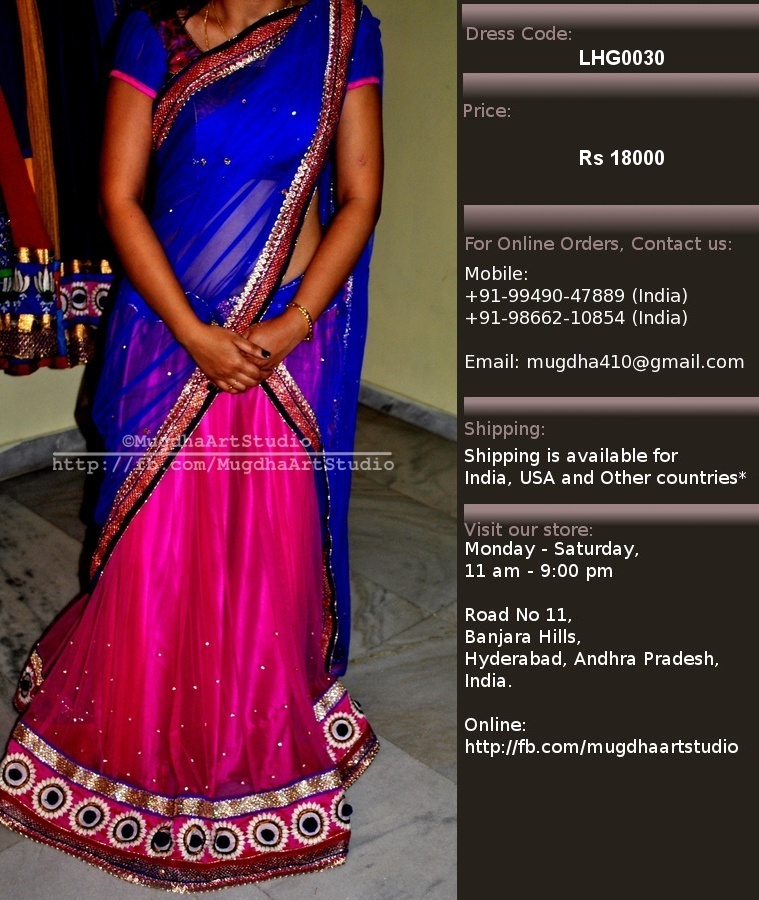 ©MugdhaArtStudio
http://fb.com/MugdhaArtStudio
Dress Code:
LHG0030
Price:
Rs 18000
For Online Orders, Contact us:
Mobile:
+91-99490-47889 (India)
+91-98662-10854 (India)
Email: mugdha410@gmail.com
Shipping:
Shipping is available for
India, USA and Other countries*
Visit our store:
Monday - Saturday,
11 am - 9:00 pm
Road No 11,
Banjara Hills,
Hyderabad, Andhra Pradesh,
India.
Online:
http://fb.com/mugdhaartstudio